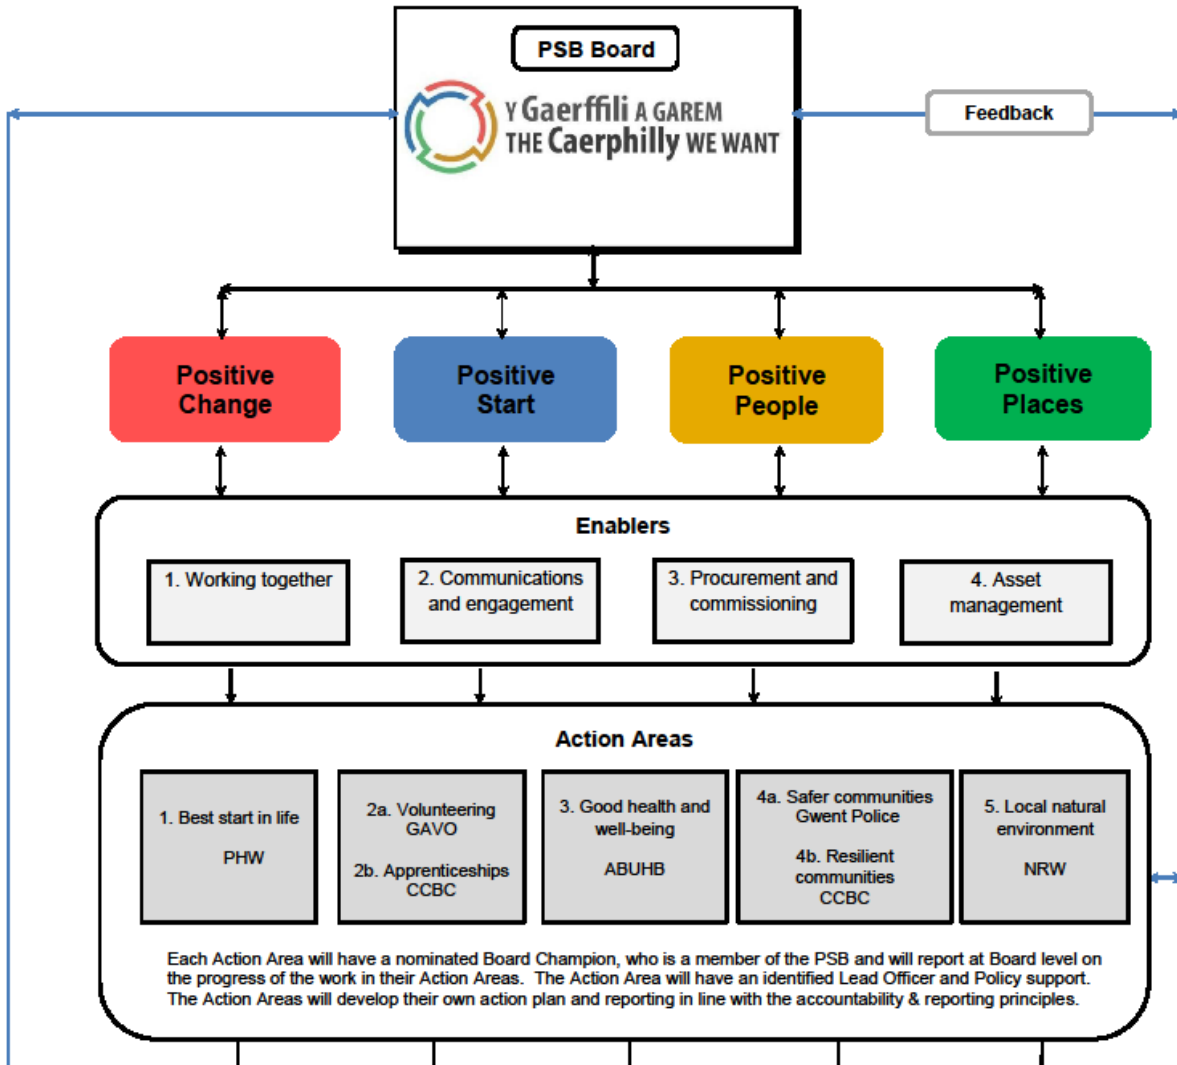 PSB Board
Y Gaerffili A GAREM
THE Caerphilly WE WANT
Feedback
Positive
Change
Positive
Start
Positive
People
Positive
Places
Enablers
1. Working together
2. Communications
and engagement
3. Procurement and
commissioning
4. Asset
management
Action Areas
1. Best start in life
PHW
2a. Volunteering
GAVO
2b. Apprenticeships
CCBC
3. Good health and
well-being
ABUHB
4a. Safer communities
Gwent Police
4b. Resilient
communities
CCBC
5. Local natural
environment
NRW
Each Action Area will have a nominated Board Champion, who is a member of the PSB and will report at Board level on
the progress of the work in their Action Areas.  The Action Area will have an identified Lead Officer and Policy support.
The Action Areas will develop their own action plan and reporting in line with the accountability & reporting principles.